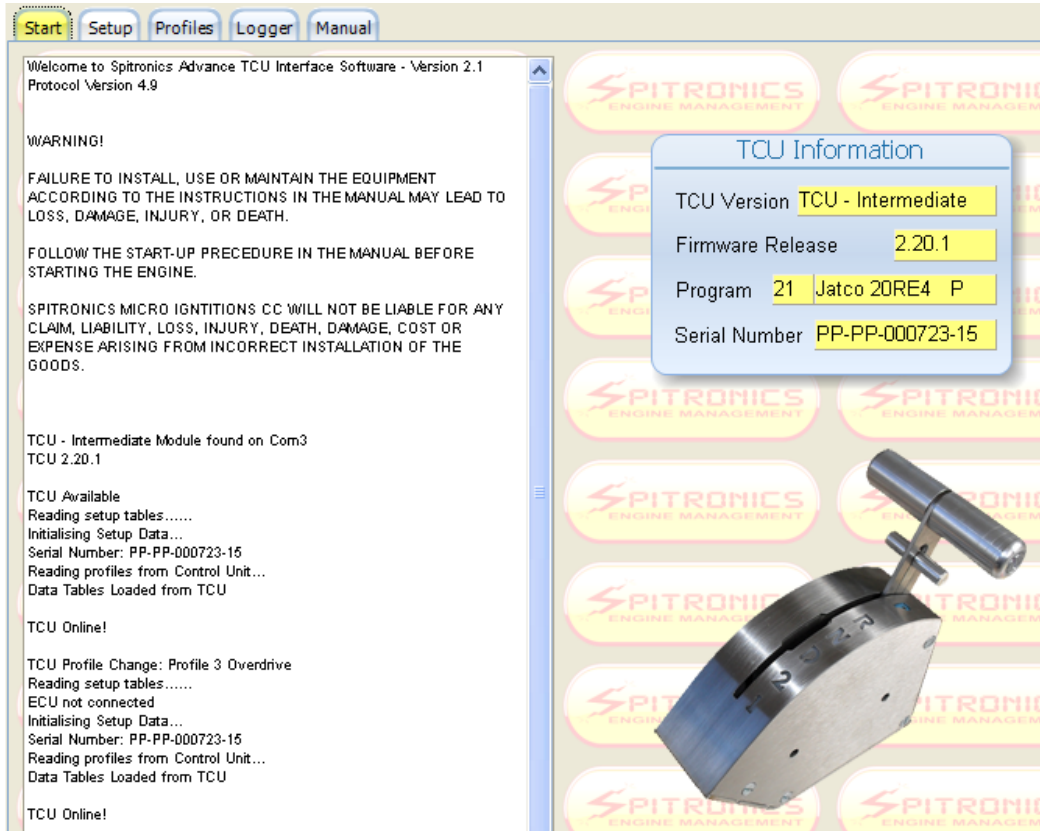 Start Setup Profiles Logger Manual
Welcome to Spitronics Advance TCU Interface Software - Version 2.1
Protocol Version 4.9
WARNING!
FAILURE TO INSTALL, USE OR MAINTAIN THE EQUIPMENT
ACCORDING TO THE INSTRUCTIONS IN THE MANUAL MAY LEAD TO
LOSS, DAMAGE, INJURY, OR DEATH.
FOLLOW THE START-UP PRECEDURE IN THE MANUAL BEFORE
STARTING THE ENGINE.
SPITRONICS MICRO IGNTITIONS CC WILL NOT BE LIABLE FOR ANY
CLAIM, LIABILITY, LOSS, INJURY, DEATH, DAMAGE, COST OR
EXPENSE ARISING FROM INCORRECT INSTALLATION OF THE
GOODS.
TCU - Intermediate Module found on Com3
TCU 2.20.1
TCU Available
Reading setup tables......
Initialising Setup Data...
Serial Number: PP-PP-000723-15
Reading profiles from Control Unit...
Data Tables Loaded from TCU
TCU Online!
TCU Profile Change: Profile 3 Overdrive
Reading setup tables......
ECU not connected
Initialising Setup Data...
Serial Number: PP-PP-000723-15
Reading profiles from Control Unit...
Data Tables Loaded from TCU
TCU Online!
TCU Information
TCU Version TCU - Intermediate
Firmware Release 2.20.1
Program 21 Jatco 20RE4 P
Serial Number PP-PP-000723-15
SPITRONICS
ENGINE MANAGEMENT
R
N
D
2
1